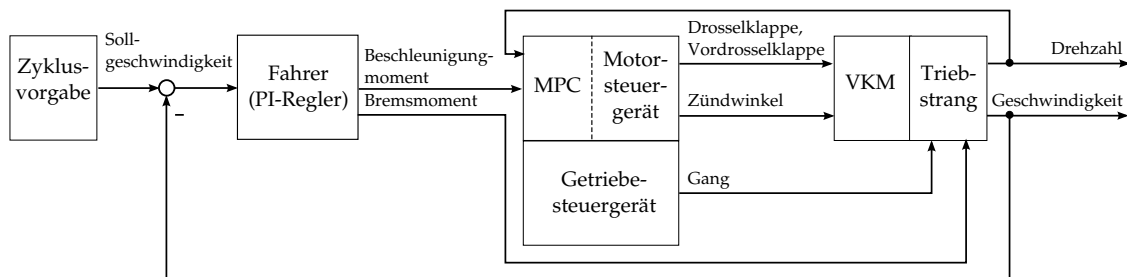 Zyklus-
vorgabe
Soll-
geschwindigkeit
–
Fahrer
(PI-Regler)
Beschleunigung-
moment
Bremsmoment
MPC
Motor-
steuer-
gerät
Getriebe-
steuergerät
Drosselklappe,
Vordrosselklappe
Zündwinkel
Gang
VKM
Trieb-
strang
Drehzahl
Geschwindigkeit